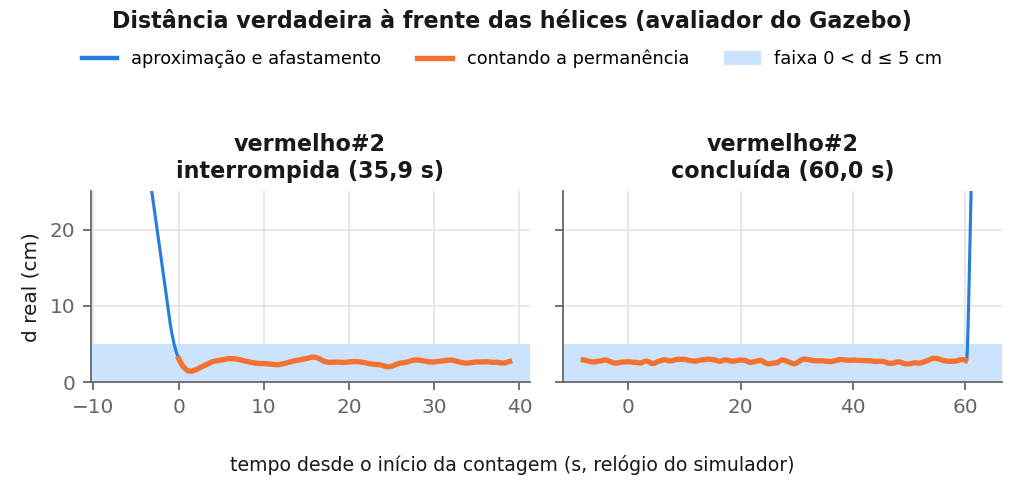 Distância verdadeira à frente das hélices (avaliador do Gazebo)
aproximação e afastamento
contando a permanência
faixa 0 < d ≤ 5 cm
vermelho#2
interrompida (35,9 s)
vermelho#2
concluída (60,0 s)
d real (cm)
20
10
0
−10 0 10 20 30 40
0 20 40 60
tempo desde o início da contagem (s, relógio do simulador)